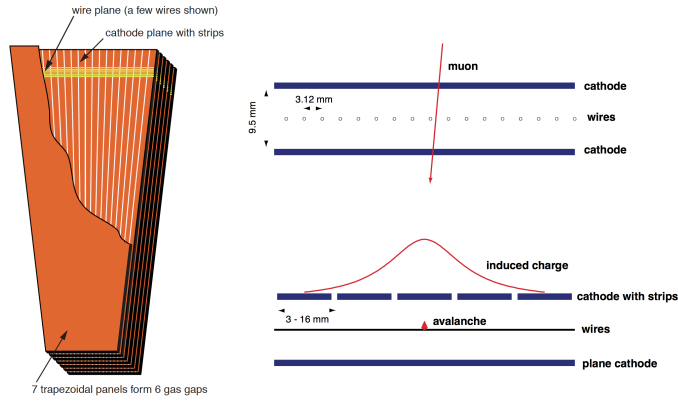 wire plane (a few wires shown)
cathode plane with strips
7 trapezoidal panels form 6 gas gaps
muon
cathode
3.12 mm
9.5 mm
wires
cathode
induced charge
cathode with strips
3 - 16 mm
avalanche
wires
plane cathode